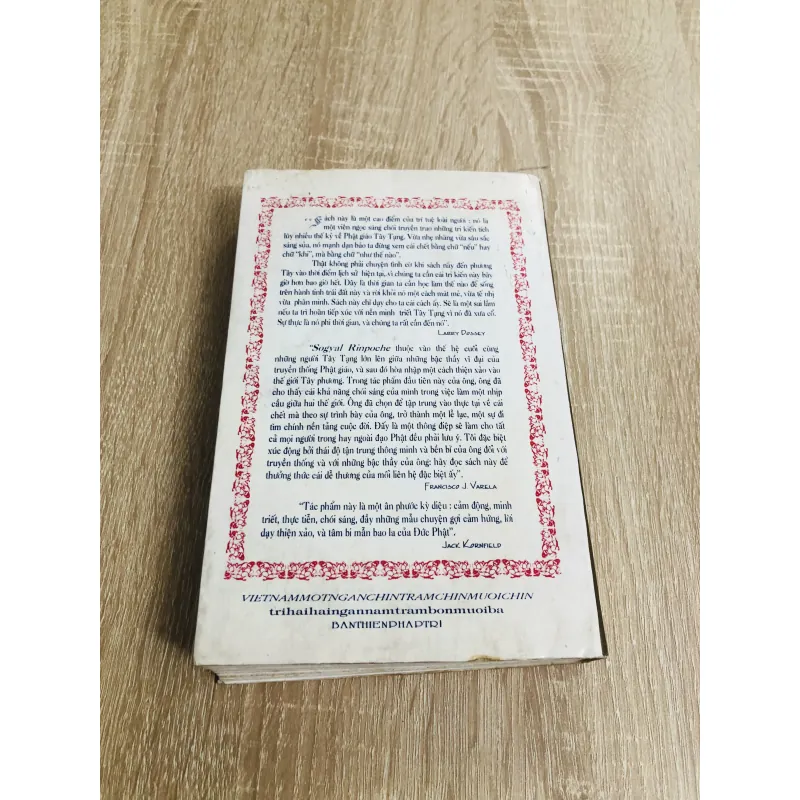 "Sách này là một cao điểm của trí tuệ loài người : nó là
một viên ngọc sáng chói truyền trao những tri kiến tích
lũy nhiều thế kỷ về Phật giáo Tây Tạng. Vừa nhẹ nhàng vừa sâu sắc
sáng sủa, nó mạnh dạn bảo ta đừng xem cái chết bằng chữ "nếu" hay
chữ "khi", mà bằng chữ "như thế nào".
Thật không phải chuyện tình cờ khi sách này đến phương
Tây vào thời điểm lịch sử hiện tại, vì chúng ta cần cái tri kiến này bây
giờ hơn bao giờ hết. Đây là thời gian ta cần học làm thế nào để sống
trên hành tinh trái đất này và rời khỏi nó một cách mát mẻ, vừa tế nhị
vừa phân minh. Sách này chỉ dạy cho ta cái cách ấy. Sẽ là một sai lầm
nếu ta trì hoãn tiếp xúc với nền minh triết Tây Tạng vì nó đã xưa cổ.
Sự thực là nó phi thời gian, và chúng ta rất cần đến nó".
LARRY DOSSEY
"Sogyal Rinpoche thuộc vào thế hệ cuối cùng
những người Tây Tạng lớn lên giữa những bậc thầy vĩ đại của
truyền thống Phật giáo, và sau đó hòa nhập một cách thiện xảo vào
thế giới Tây phương. Trong tác phẩm đầu tiên này của ông, ông đã
cho thấy cái khả năng chói sáng của mình trong việc làm một nhịp
cầu giữa hai thế giới. Ông đã chọn để tập trung vào thực tại về cái
chết mà theo sự trình bày của ông, trở thành một lễ lạc, một sự đi
tìm chính nền tảng cuộc đời. Đấy là một thông điệp sẽ làm cho tất
cả mọi người trong hay ngoài đạo Phật đều phải lưu ý. Tôi đặc biệt
xúc động bởi thái độ tận trung thông minh và bền bỉ của ông đối với
truyền thống và với những bậc thầy của ông: hãy đọc sách này để
thưởng thức cái dễ thương của mối liên hệ đặc biệt ấy".
FRANCISCO J. VARELA
"Tác phẩm này là một ân phước kỳ diệu : cảm động, minh
triết, thực tiễn, chói sáng, đầy những mẩu chuyện gợi cảm hứng, lời
dạy thiện xảo, và tâm bi mẫn bao la của Đức Phật".
JACK KORNFIELD
VIETNAMMOTNGANCHINTRAMCHINMUOICHIN
trihaihaingannamtrambonmuoiba
BANTHIENPHAPTRI